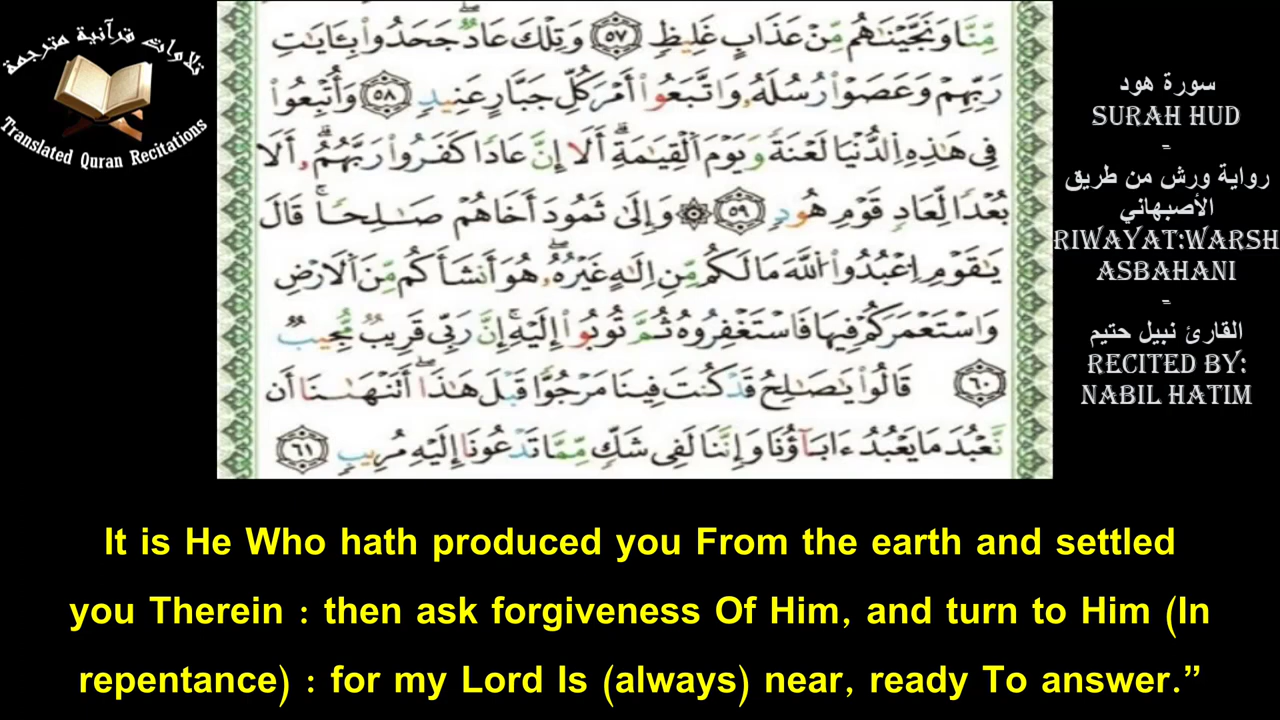 تلاوات قرآنية مترجمة
Translated Quran Recitations
مِّنَّا وَنَجَّيْنَٰهُم مِّنْ عَذَابٍ غَلِيظٍ ٥٧ وَتِلْكَ عَادٌ جَحَدُوا۟ بِـَٔايَٰتِ
رَبِّهِمْ وَعَصَوْا۟ رُسُلَهُۥ وَاتَّبَعُوٓا۟ أَمْرَ كُلِّ جَبَّارٍ عَنِيدٍ ٥٨ وَأُتْبِعُوا۟
فِى هَٰذِهِ اِ۬لدُّنْيَا لَعْنَةً وَيَوْمَ اَ۬لْقِيَٰمَةِ أَلَآ إِنَّ عَادًا كَفَرُوا۟ رَبَّهُمُۥٓ أَلَا
بُعْدًا لِّعَادٍ قَوْمِ هُودٍ ٥٩ ۞ وَإِلَىٰ ثَمُودَ أَخَاهُمْ صَٰلِحًا قَالَ
يَٰقَوْمِ اِ۟عْبُدُوا۟ اُ۬للَّهَ مَا لَكُم مِّنِ اِلَٰهٍ غَيْرُهُۥٓ هُوَ أَنشَأَكُم مِّنَ اَ۬لَارْضِ
وَاسْتَعْمَرَكُمْ فِيهَا فَاسْتَغْفِرُوهُ ثُمَّ تُوبُوٓا۟ إِلَيْهِ إِنَّ رَبِّى قَرِيبٌ مُّجِيبٌ
٦٠ قَالُوا۟ يَٰصَٰلِحُ قَدْ كُنتَ فِينَا مَرْجُوًّا قَبْلَ هَٰذَآ أَتَنْهَىٰنَآ أَن
نَّعْبُدَ مَا يَعْبُدُ ءَابَآؤُنَا وَإِنَّنَا لَفِى شَكٍّ مِّمَّا تَدْعُونَآ إِلَيْهِ مُرِيبٍ ٦١
سورة هود
SURAH HUD
-
رواية ورش من طريق
الأصبهاني
RIWAYAT:WARSH
ASBAHANI
-
القارئ نبيل حتيم
RECITED BY:
NABIL HATIM
It is He Who hath produced you From the earth and settled
you Therein : then ask forgiveness Of Him, and turn to Him (In
repentance) : for my Lord Is (always) near, ready To answer.”